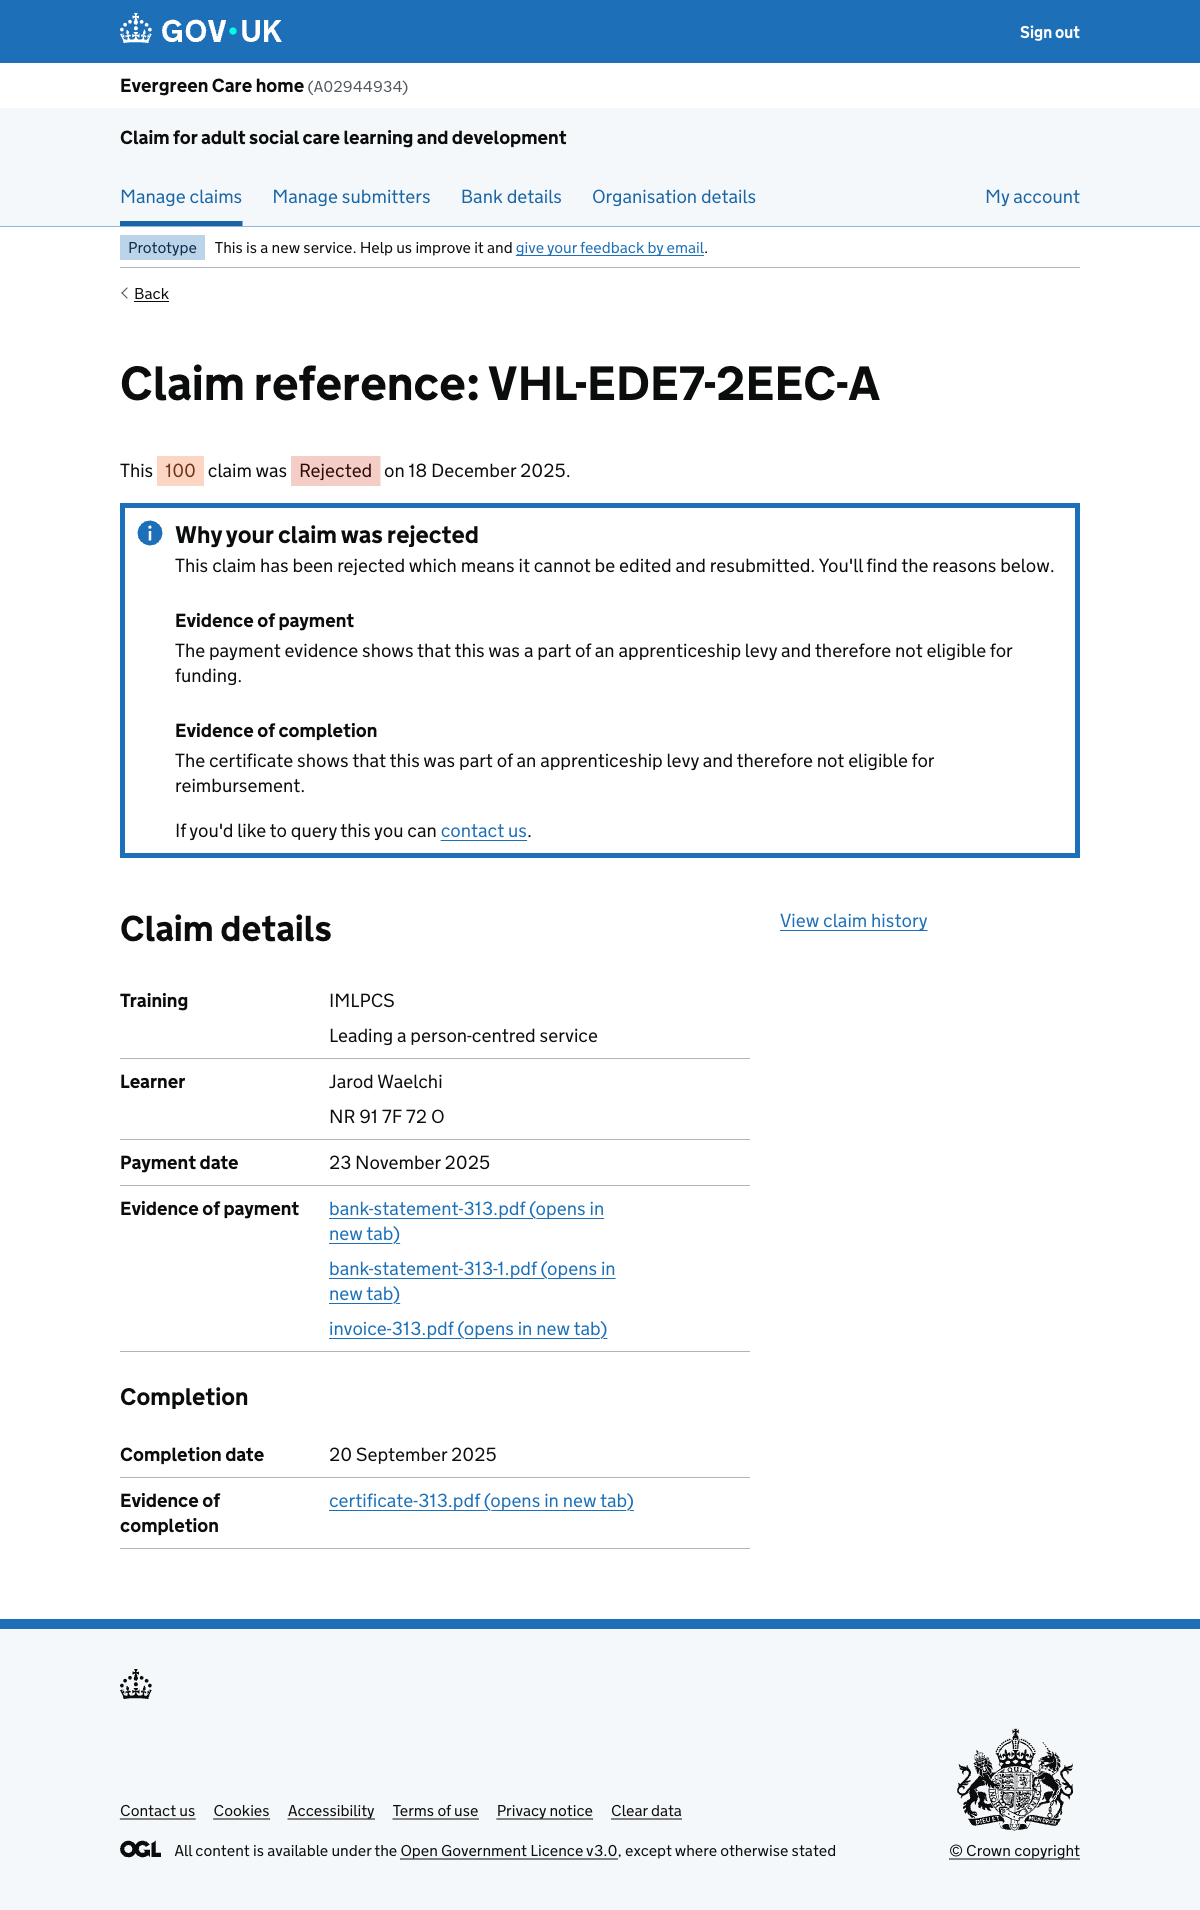 GOV·UK
Sign out
Evergreen Care home (A02944934)
Claim for adult social care learning and development
Manage claims Manage submitters Bank details Organisation details My account
Prototype This is a new service. Help us improve it and give your feedback by email.
Back
Claim reference: VHL-EDE7-2EEC-A
This 100 claim was Rejected on 18 December 2025.
Why your claim was rejected
This claim has been rejected which means it cannot be edited and resubmitted. You'll find the reasons below.
Evidence of payment
The payment evidence shows that this was a part of an apprenticeship levy and therefore not eligible for
funding.
Evidence of completion
The certificate shows that this was part of an apprenticeship levy and therefore not eligible for
reimbursement.
If you'd like to query this you can contact us.
Claim details
View claim history
Training IMLPCS
Leading a person-centred service
Learner Jarod Waelchi
NR 91 7F 72 O
Payment date 23 November 2025
Evidence of payment bank-statement-313.pdf (opens in
new tab)
bank-statement-313-1.pdf (opens in
new tab)
invoice-313.pdf (opens in new tab)
Completion
Completion date 20 September 2025
Evidence of certificate-313.pdf (opens in new tab)
completion
Contact us Cookies Accessibility Terms of use Privacy notice Clear data
OGL All content is available under the Open Government Licence v3.0, except where otherwise stated
© Crown copyright